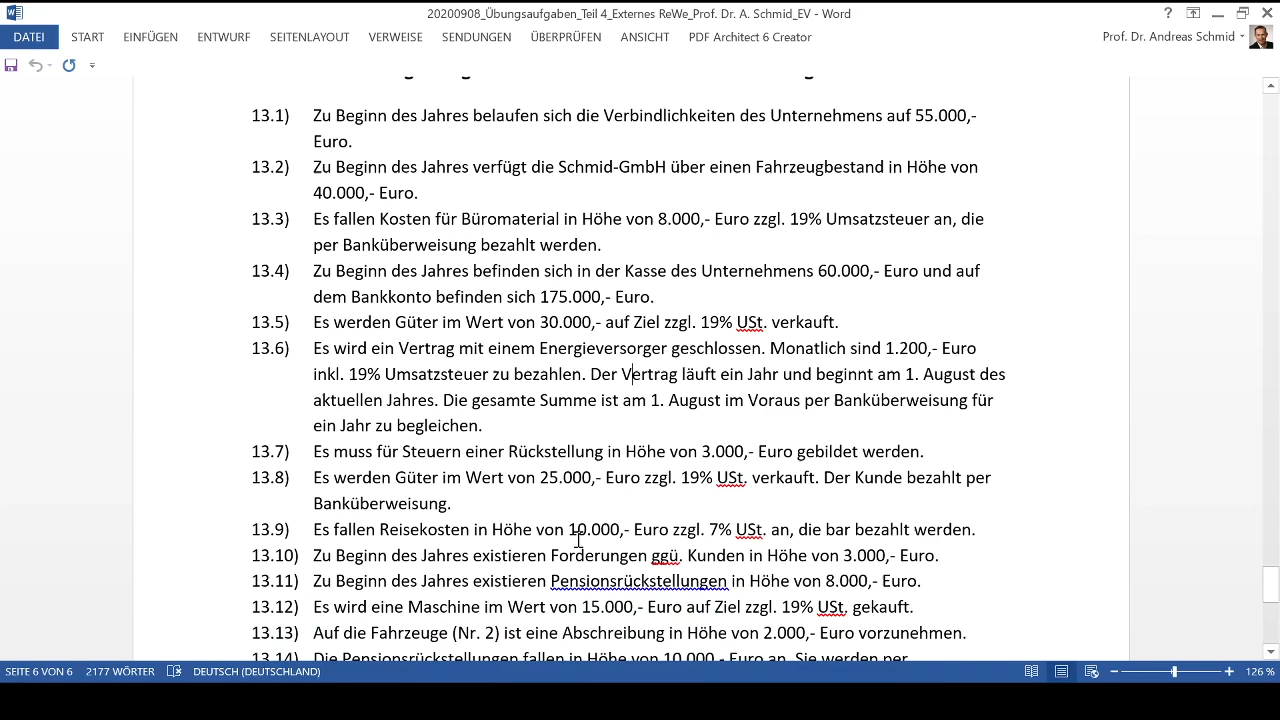 20200908_Übungsaufgaben_Teil 4_Externes ReWe_Prof. Dr. A. Schmid_EV - Word
DATEI START EINFÜGEN ENTWURF SEITENLAYOUT VERWEISE SENDUNGEN ÜBERPRÜFEN ANSICHT PDF Architect 6 Creator Prof. Dr. Andreas Schmid
13.1) Zu Beginn des Jahres belaufen sich die Verbindlichkeiten des Unternehmens auf 55.000,-
Euro.
13.2) Zu Beginn des Jahres verfügt die Schmid-GmbH über einen Fahrzeugbestand in Höhe von
40.000,- Euro.
13.3) Es fallen Kosten für Büromaterial in Höhe von 8.000,- Euro zzgl. 19% Umsatzsteuer an, die
per Banküberweisung bezahlt werden.
13.4) Zu Beginn des Jahres befinden sich in der Kasse des Unternehmens 60.000,- Euro und auf
dem Bankkonto befinden sich 175.000,- Euro.
13.5) Es werden Güter im Wert von 30.000,- auf Ziel zzgl. 19% USt. verkauft.
13.6) Es wird ein Vertrag mit einem Energieversorger geschlossen. Monatlich sind 1.200,- Euro
inkl. 19% Umsatzsteuer zu bezahlen. Der Vertrag läuft ein Jahr und beginnt am 1. August des
aktuellen Jahres. Die gesamte Summe ist am 1. August im Voraus per Banküberweisung für
ein Jahr zu begleichen.
13.7) Es muss für Steuern einer Rückstellung in Höhe von 3.000,- Euro gebildet werden.
13.8) Es werden Güter im Wert von 25.000,- Euro zzgl. 19% USt. verkauft. Der Kunde bezahlt per
Banküberweisung.
13.9) Es fallen Reisekosten in Höhe von 10.000,- Euro zzgl. 7% USt. an, die bar bezahlt werden.
13.10) Zu Beginn des Jahres existieren Forderungen ggü. Kunden in Höhe von 3.000,- Euro.
13.11) Zu Beginn des Jahres existieren Pensionsrückstellungen in Höhe von 8.000,- Euro.
13.12) Es wird eine Maschine im Wert von 15.000,- Euro auf Ziel zzgl. 19% USt. gekauft.
13.13) Auf die Fahrzeuge (Nr. 2) ist eine Abschreibung in Höhe von 2.000,- Euro vorzunehmen.
13.14) Die Pensionsrückstellungen fallen in Höhe von 10.000,- Euro an. Sie werden per
SEITE 6 VON 6 2177 WÖRTER DEUTSCH (DEUTSCHLAND) 126 %